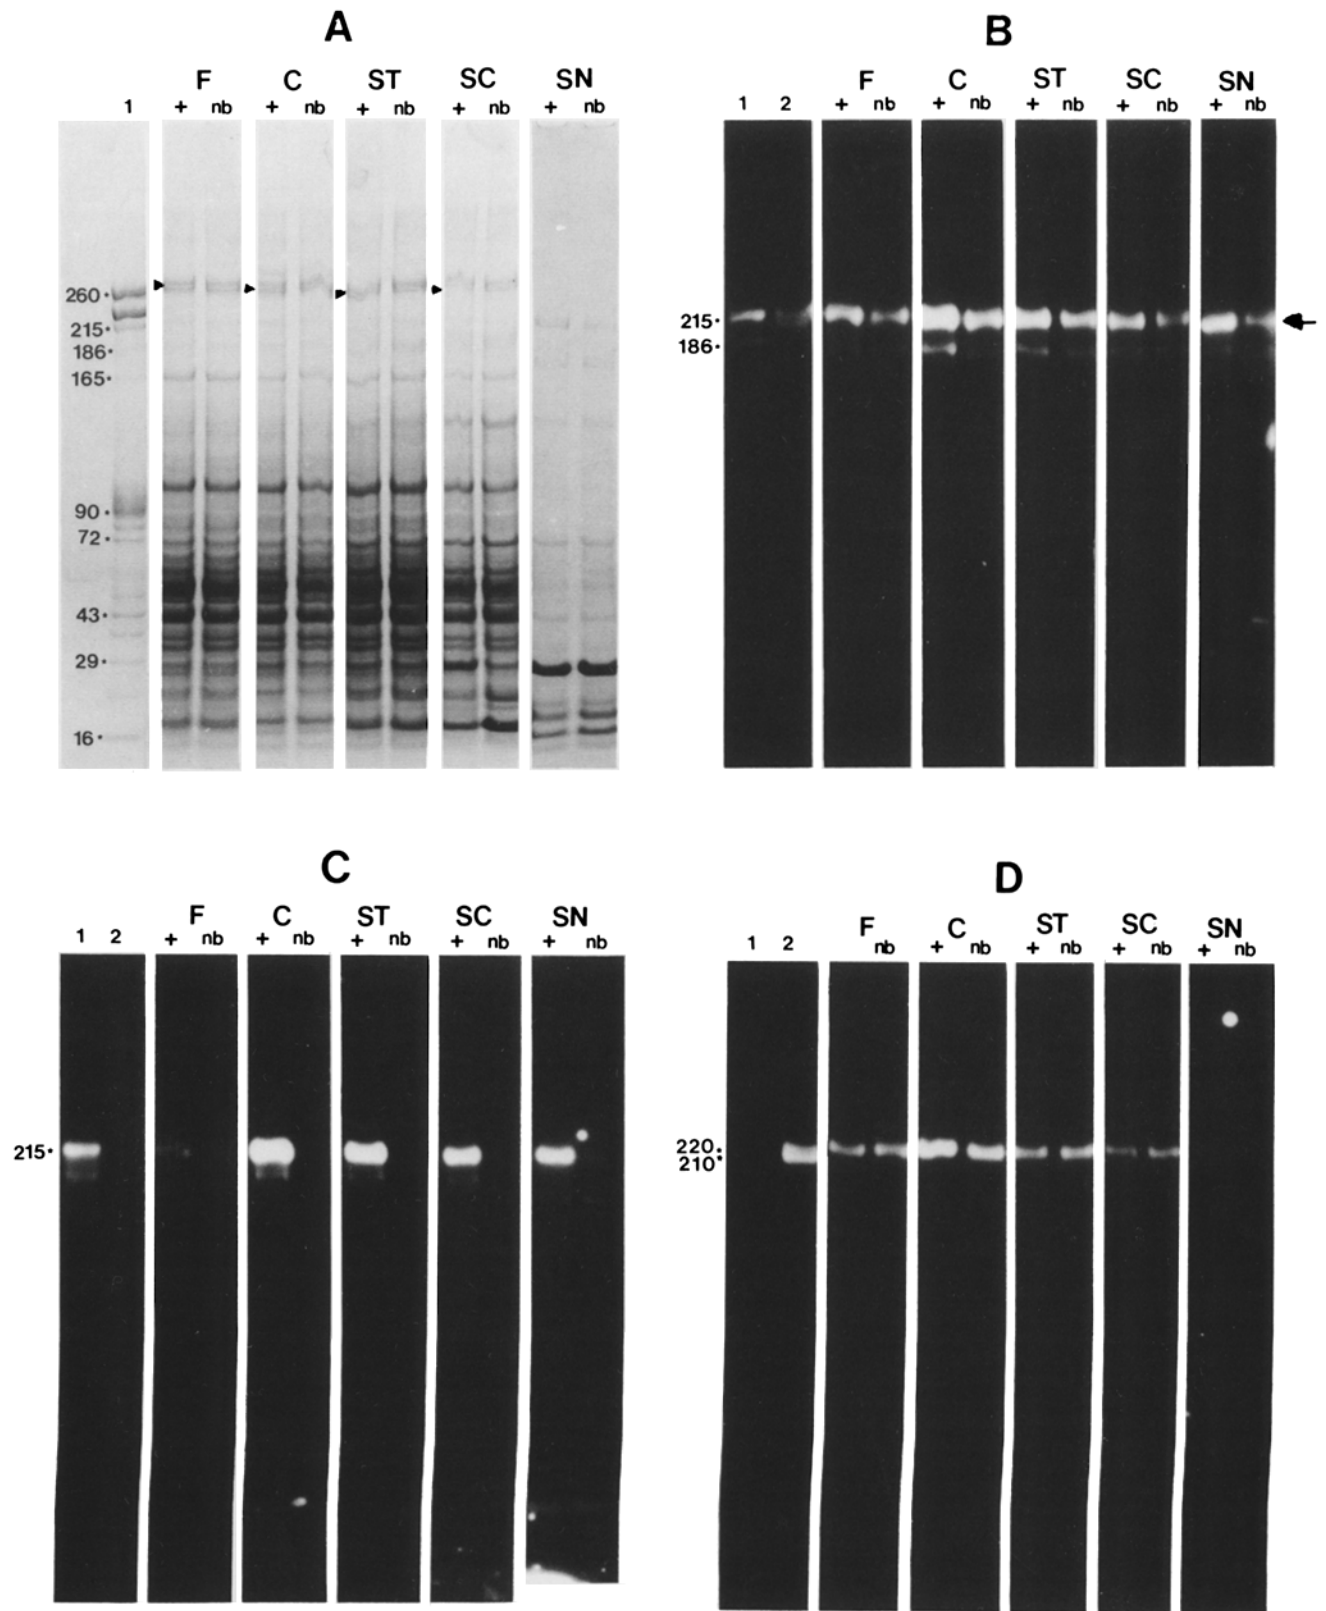 A
F C ST SC SN
1 + nb + nb + nb + nb + nb
260
215
186
165
90
72
43
29
16
B
F C ST SC SN
1 2 + nb + nb + nb + nb + nb
215
186
C
F C ST SC SN
1 2 + nb + nb + nb + nb + nb
215
D
F C ST SC SN
1 2 nb + nb + nb + nb + nb
220
210